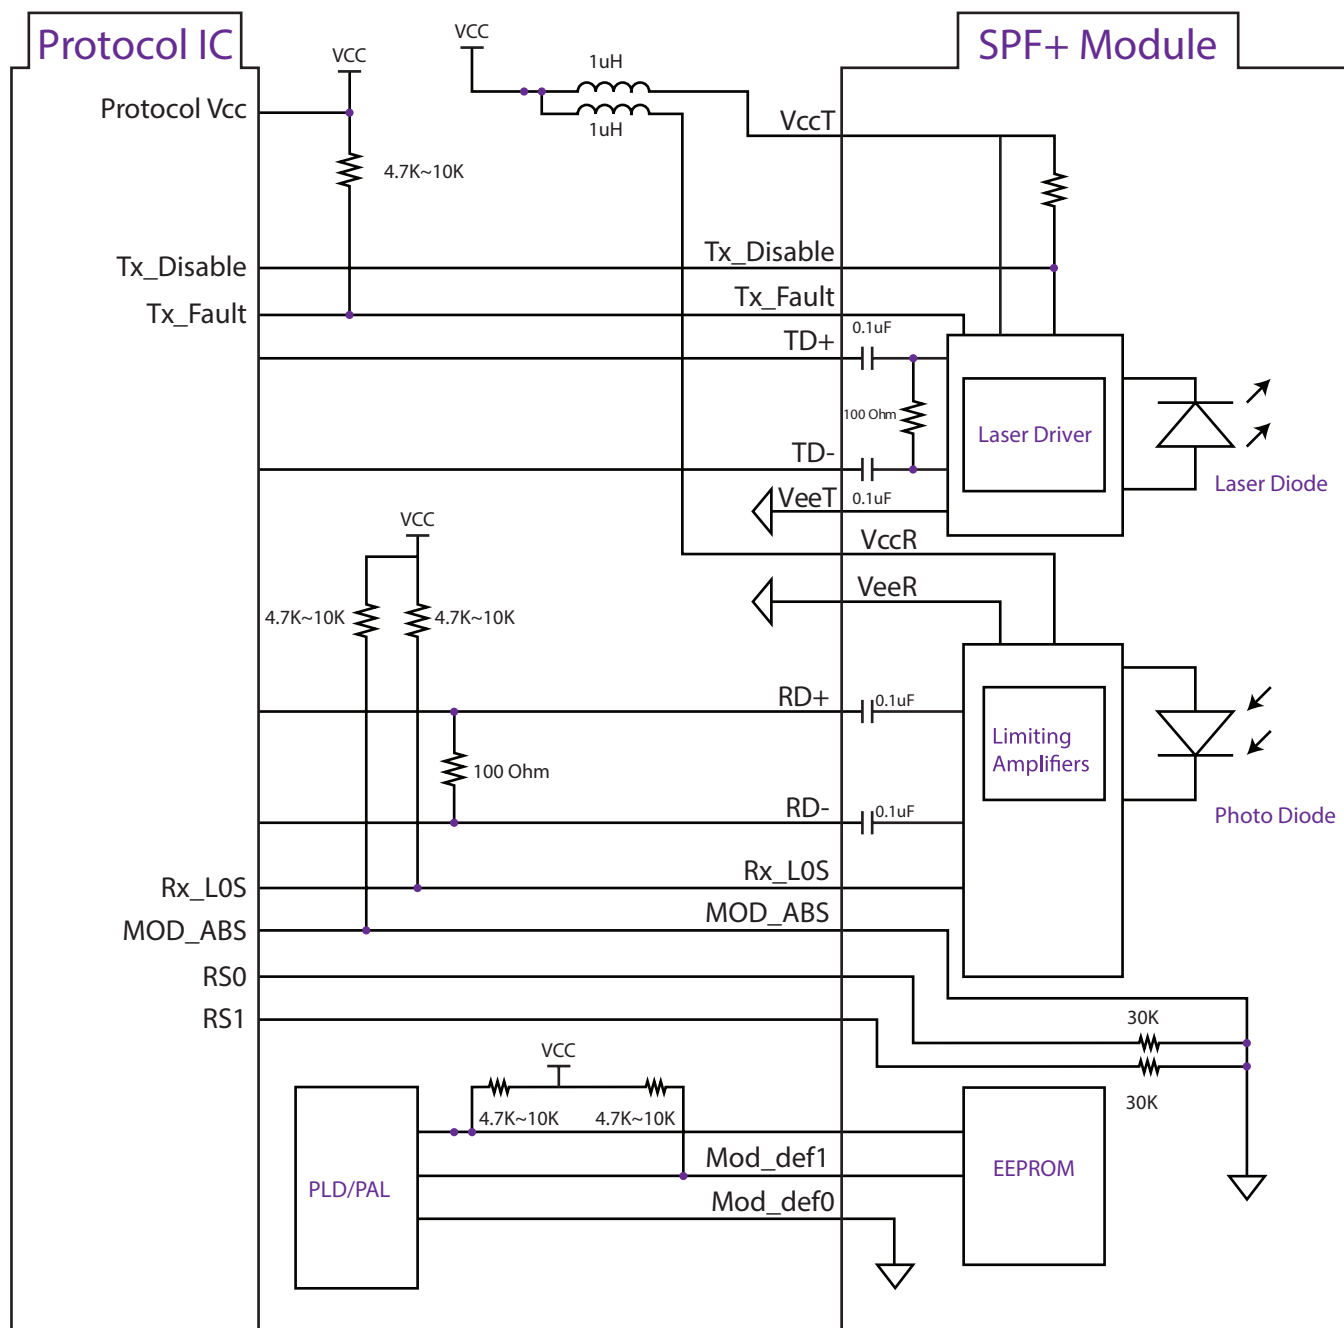 Protocol IC
SPF+ Module
VCC
VCC
1uH
1uH
Protocol Vcc
VccT
4.7K~10K
Tx_Disable
Tx_Disable
Tx_Fault
Tx_Fault
0.1uF
TD+
100 Ohm
Laser Driver
TD-
Laser Diode
VeeT
0.1uF
VCC
VccR
VeeR
4.7K~10K
4.7K~10K
RD+
0.1uF
Limiting
Amplifiers
100 Ohm
RD-
0.1uF
Photo Diode
Rx_L0S
Rx_L0S
MOD_ABS
MOD_ABS
RS0
RS1
30K
VCC
30K
4.7K~10K
4.7K~10K
Mod_def1
EEPROM
PLD/PAL
Mod_def0